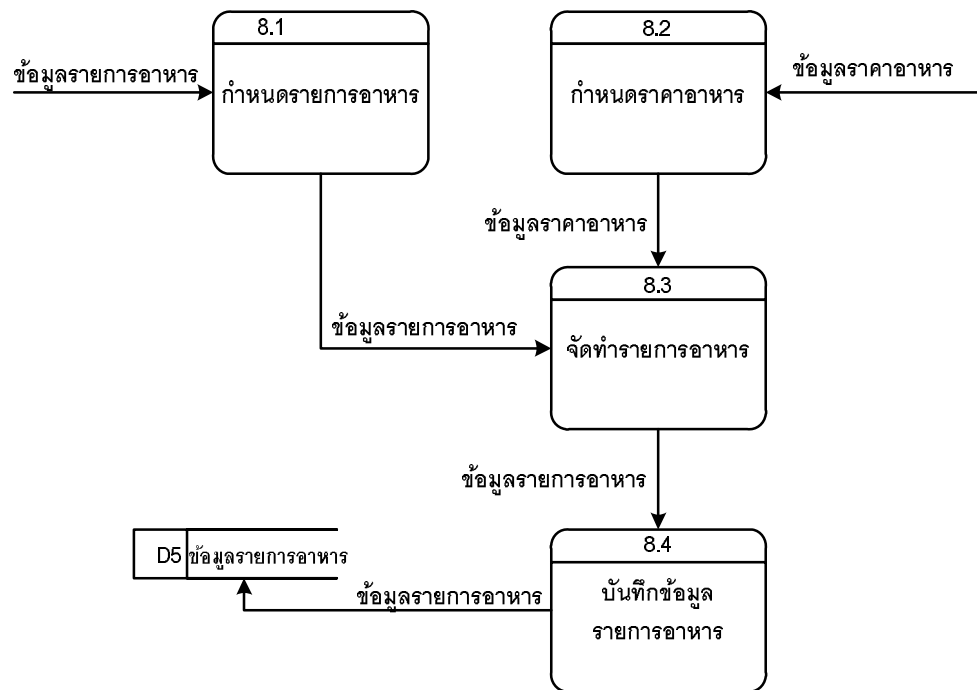 8.1
8.2
ข้อมูลรายการอาหาร
กำหนดรายการอาหาร
กำหนดราคาอาหาร
ข้อมูลราคาอาหาร
ข้อมูลราคาอาหาร
8.3
ข้อมูลรายการอาหาร
จัดทำรายการอาหาร
ข้อมูลรายการอาหาร
8.4
D5 ข้อมูลรายการอาหาร
ข้อมูลรายการอาหาร
บันทึกข้อมูล
รายการอาหาร